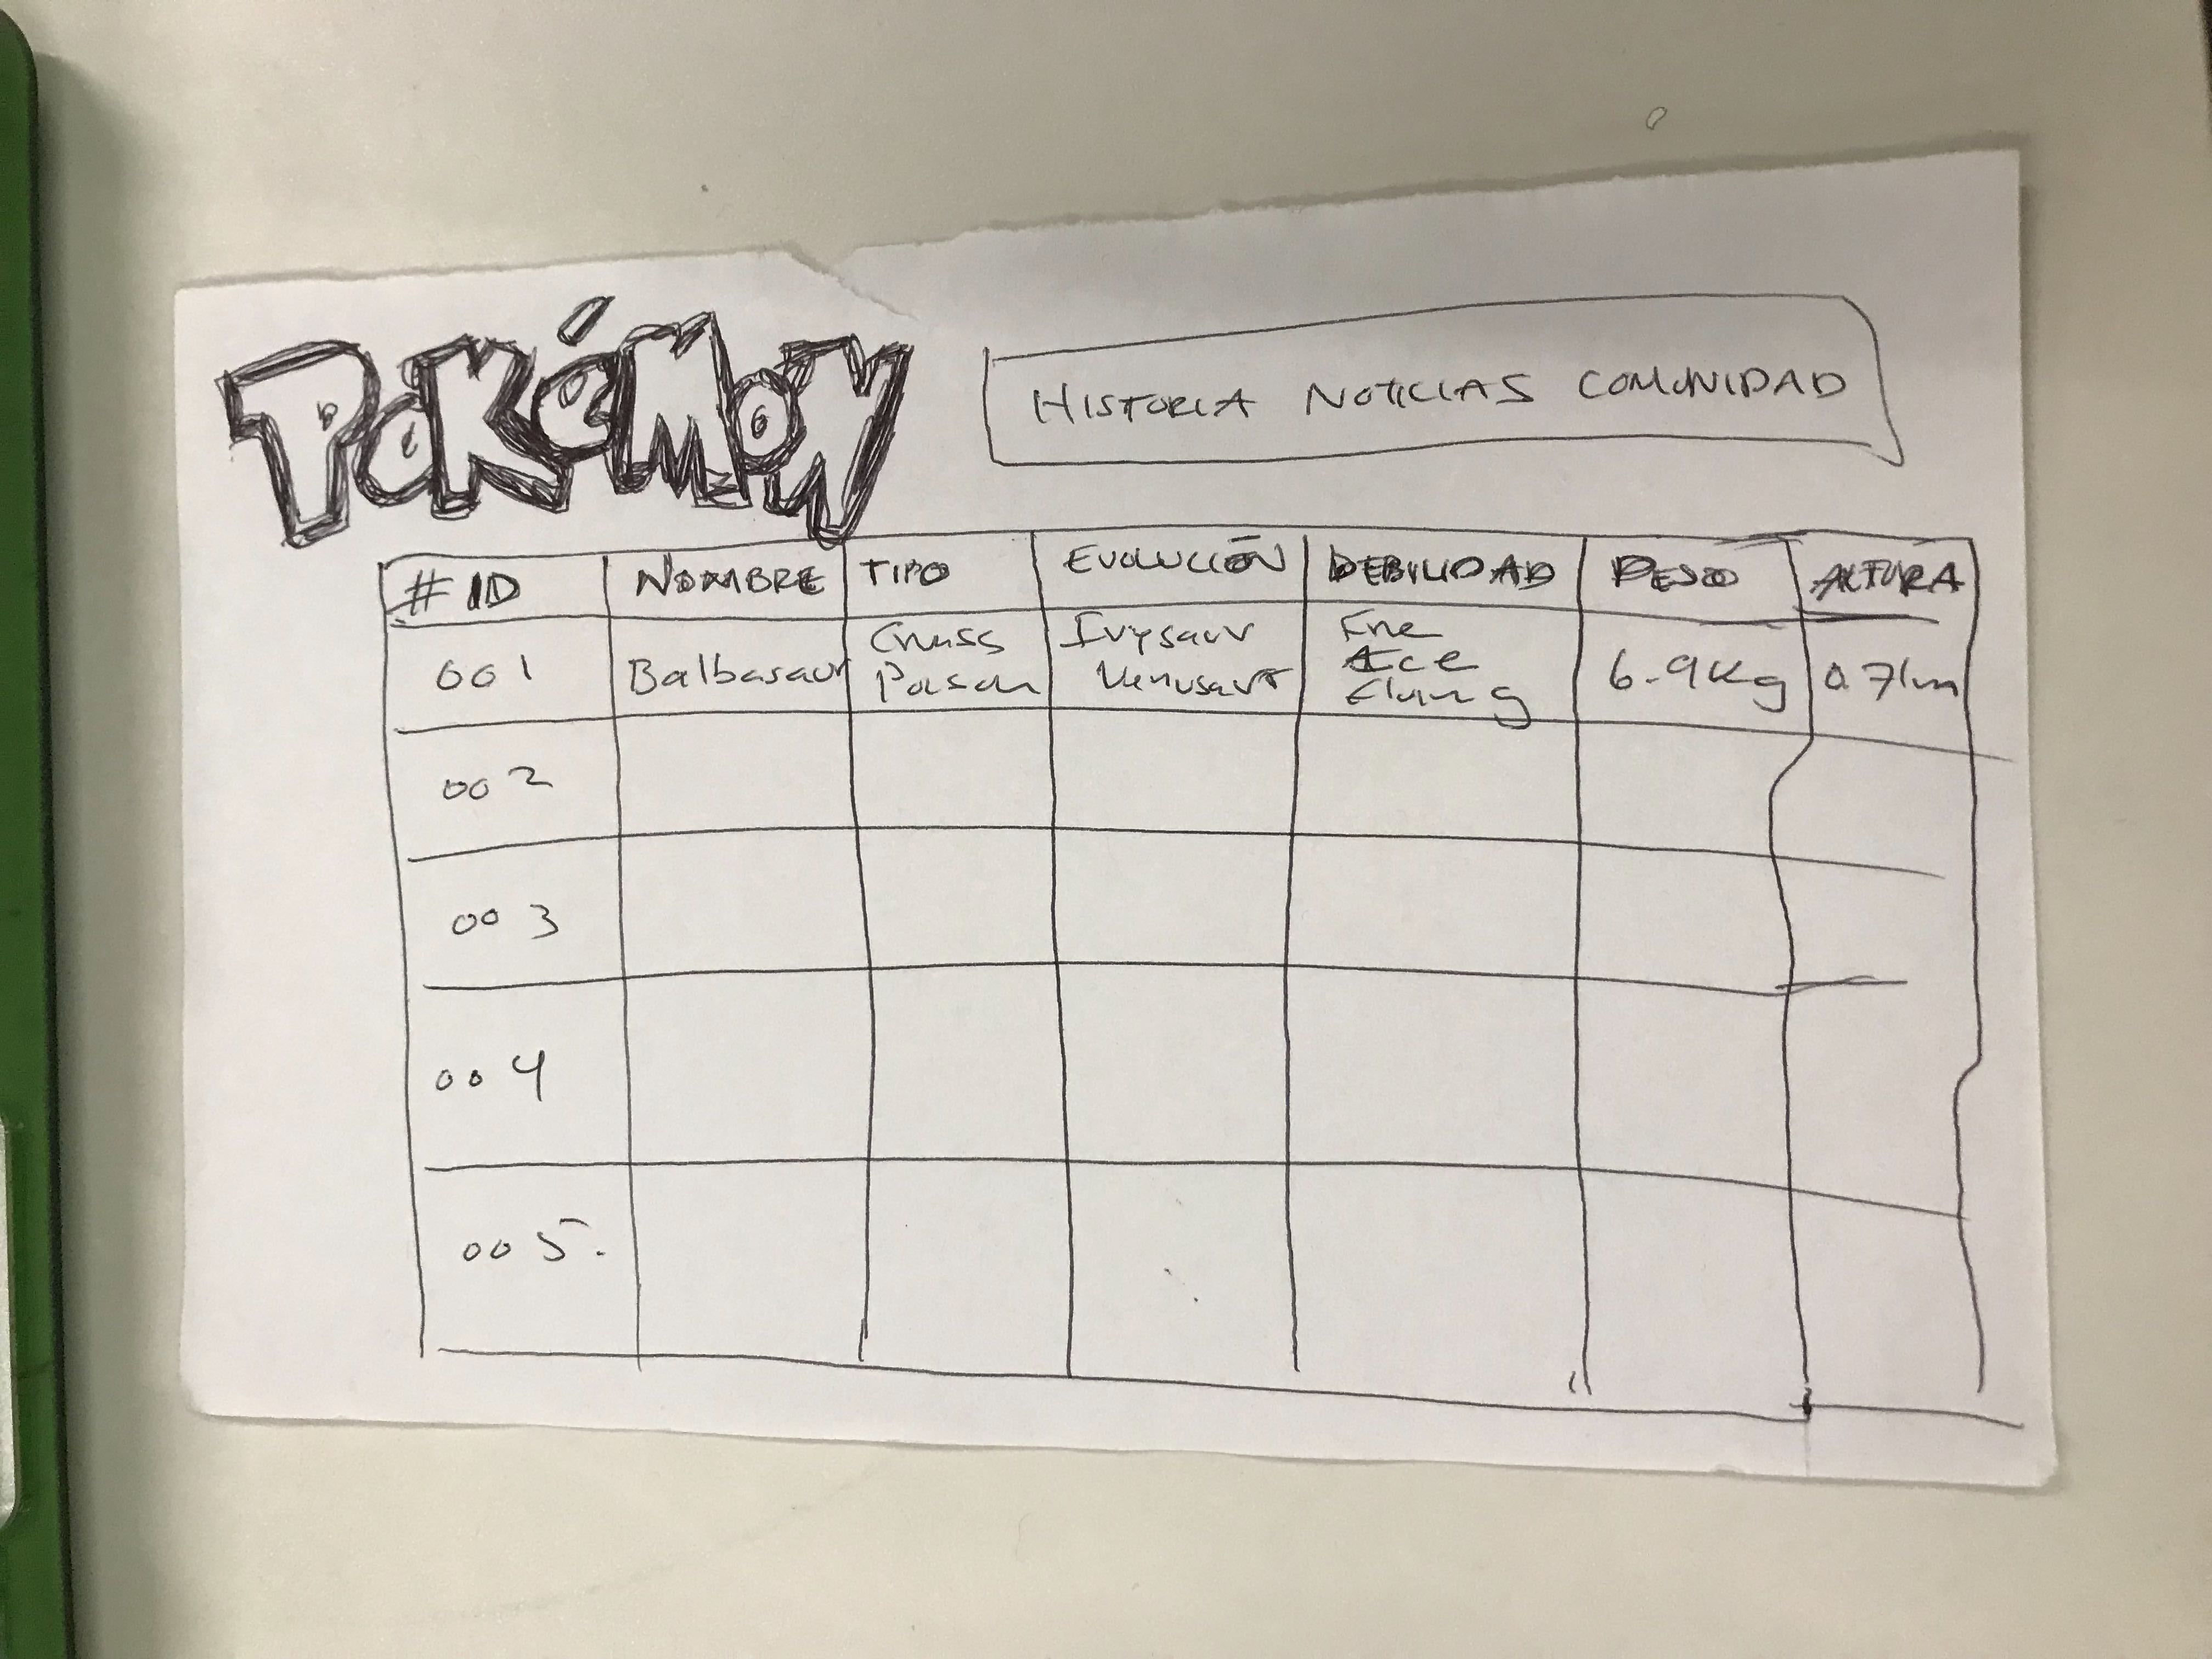 POKéMON
HISTORIA NOTICIAS COMUNIDAD
# ID NOMBRE TIPO EVOLUCIÓN DEBILIDAD PESO ALTURA
001 Balbasaur Grass Poison Ivysaur Venusaur Fire Ice Flying 6.9Kg 0.71m
002
003
004
005.